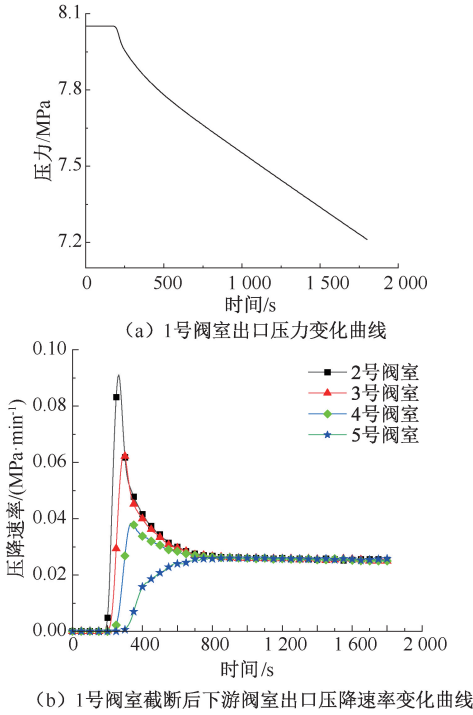 8.1
7.8
7.5
7.2
压力/MPa
0 500 1 000 1 500 2 000
时间/s
（a）1号阀室出口压力变化曲线
0.10
0.08
0.06
0.04
0.02
0.00
压降速率/(MPa·min⁻¹)
2号阀室
3号阀室
4号阀室
5号阀室
0 400 800 1 200 1 600 2 000
时间/s
（b）1号阀室截断后下游阀室出口压降速率变化曲线